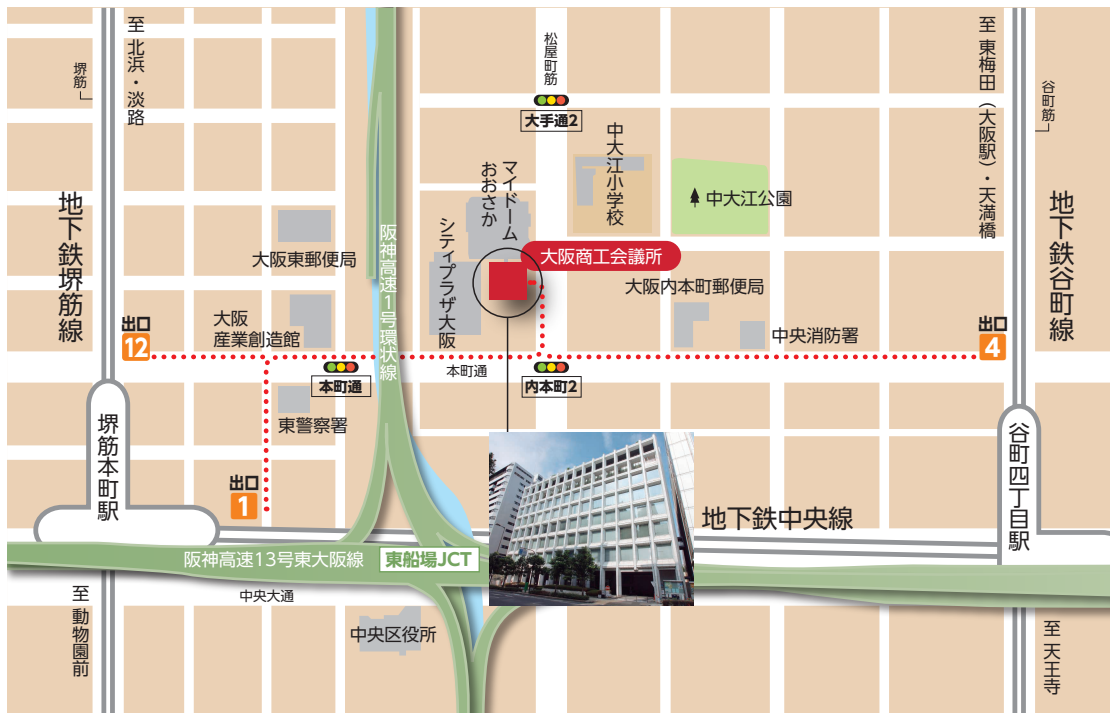 至 北浜・淡路
堺筋
松屋町筋
大手通2
至 東梅田（大阪駅）・天満橋
谷町筋
中大江小学校
中大江公園
マイドーム
おおさか
シティプラザ大阪
大阪商工会議所
大阪東郵便局
阪神高速1号環状線
地下鉄堺筋線
地下鉄谷町線
大阪内本町郵便局
大阪
産業創造館
中央消防署
出口
12
出口
4
本町通
本町通
内本町2
東警察署
堺筋本町駅
谷町四丁目駅
出口
1
地下鉄中央線
阪神高速13号東大阪線
東船場JCT
中央大通
至 動物園前
中央区役所
至 天王寺